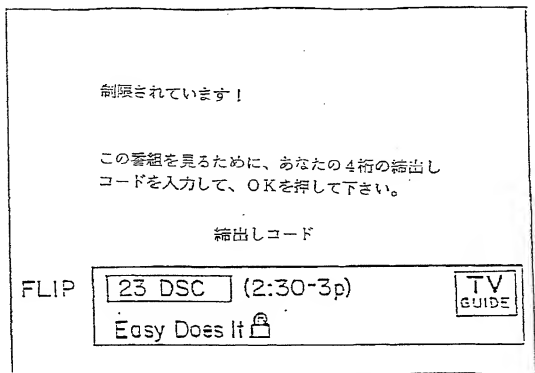 制限されています！
この番組を見るために、あなたの4桁の締出し
コードを入力して、OKを押して下さい。
締出しコード
FLIP 23 DSC (2:30-3p) TV GUIDE
Easy Does It